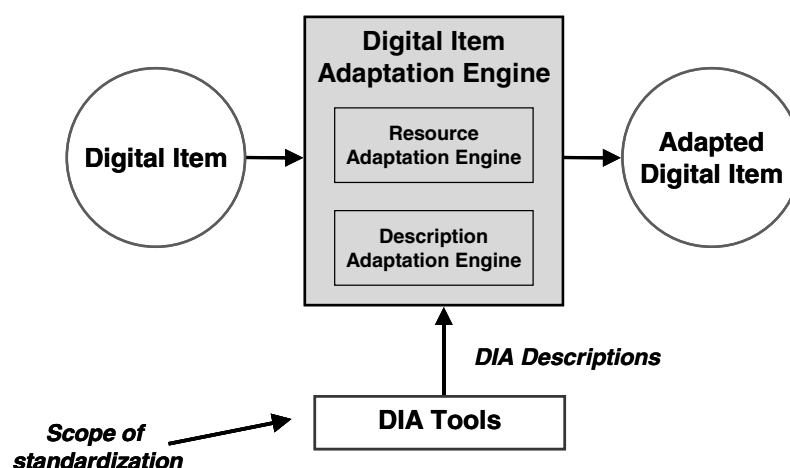 Digital Item
Adaptation Engine
Resource
Adaptation Engine
Digital Item
Adapted
Digital Item
Description
Adaptation Engine
DIA Descriptions
DIA Tools
Scope of
standardization